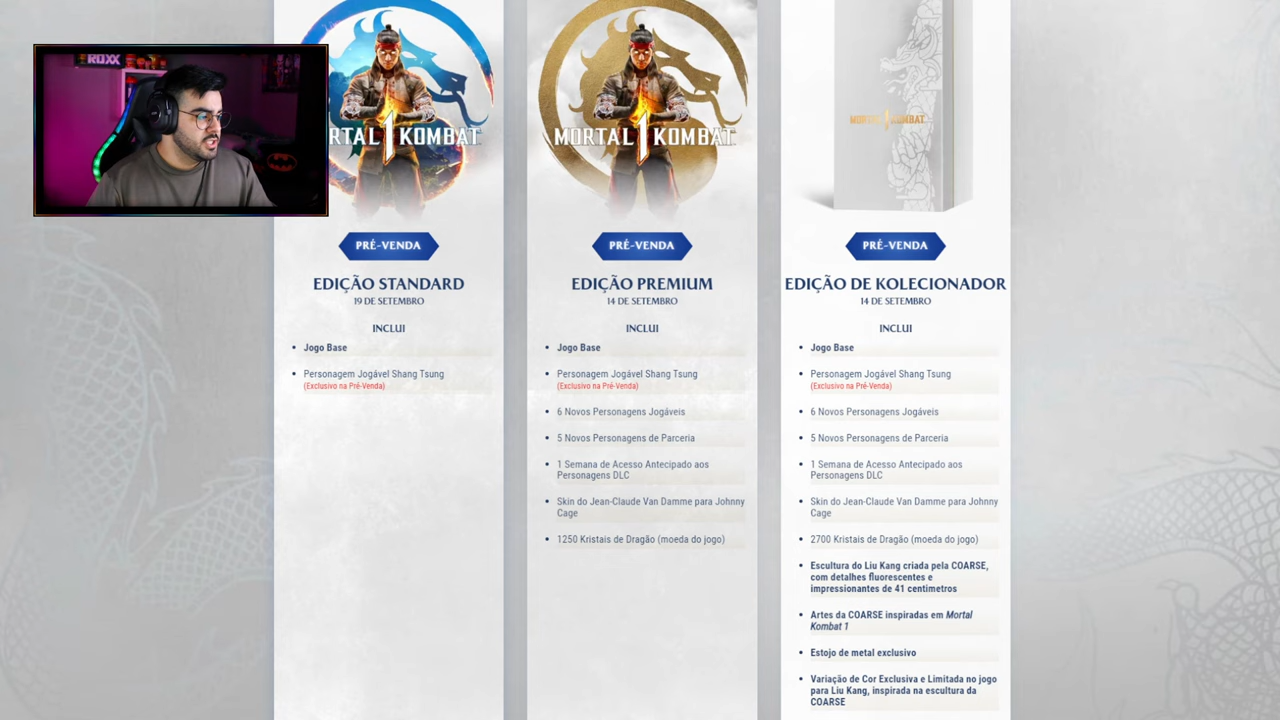 ROXX
RTAL 1 KOMBAT
MORTAL 1 KOMBAT
MORTAL 1 KOMBAT
PRÉ-VENDA
EDIÇÃO STANDARD
19 DE SETEMBRO
INCLUI
• Jogo Base
• Personagem Jogável Shang Tsung
(Exclusivo na Pré-Venda)
PRÉ-VENDA
EDIÇÃO PREMIUM
14 DE SETEMBRO
INCLUI
• Jogo Base
• Personagem Jogável Shang Tsung
(Exclusivo na Pré-Venda)
• 6 Novos Personagens Jogáveis
• 5 Novos Personagens de Parceria
• 1 Semana de Acesso Antecipado aos
Personagens DLC
• Skin do Jean-Claude Van Damme para Johnny
Cage
• 1250 Kristais de Dragão (moeda do jogo)
PRÉ-VENDA
EDIÇÃO DE KOLECIONADOR
14 DE SETEMBRO
INCLUI
• Jogo Base
• Personagem Jogável Shang Tsung
(Exclusivo na Pré-Venda)
• 6 Novos Personagens Jogáveis
• 5 Novos Personagens de Parceria
• 1 Semana de Acesso Antecipado aos
Personagens DLC
• Skin do Jean-Claude Van Damme para Johnny
Cage
• 2700 Kristais de Dragão (moeda do jogo)
• Escultura do Liu Kang criada pela COARSE,
com detalhes fluorescentes e
impressionantes de 41 centimetros
• Artes da COARSE inspiradas em Mortal
Kombat 1
• Estojo de metal exclusivo
• Variação de Cor Exclusiva e Limitada no jogo
para Liu Kang, inspirada na escultura da
COARSE